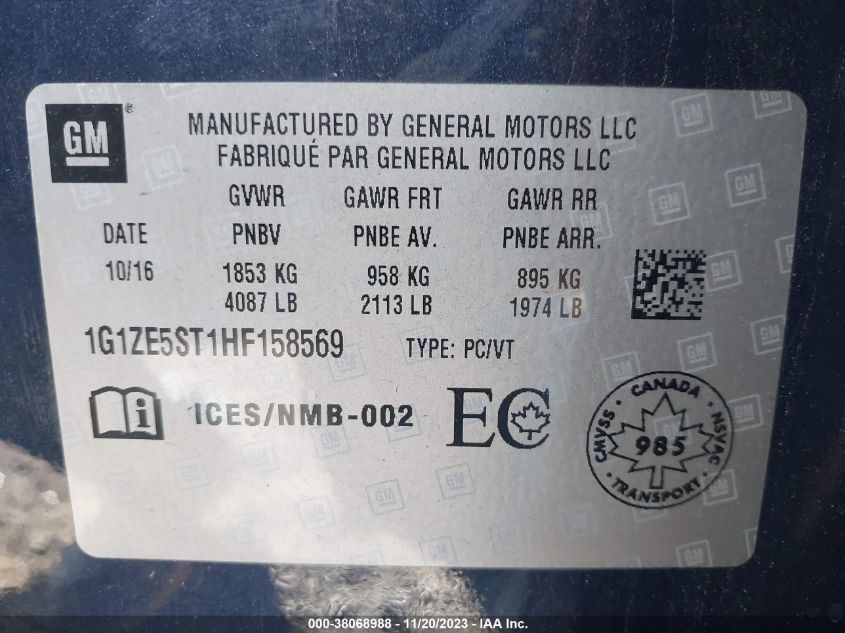 GM ®
MANUFACTURED BY GENERAL MOTORS LLC
FABRIQUÉ PAR GENERAL MOTORS LLC
GVWR GAWR FRT GAWR RR
DATE PNBV PNBE AV. PNBE ARR.
10/16 1853 KG 958 KG 895 KG
4087 LB 2113 LB 1974 LB
1G1ZE5ST1HF158569 TYPE: PC/VT
i ICES/NMB-002 EC
CANADA
CMVSS 985 NSVAC
TRANSPORT
000-38068988 - 11/20/2023 - IAA Inc.